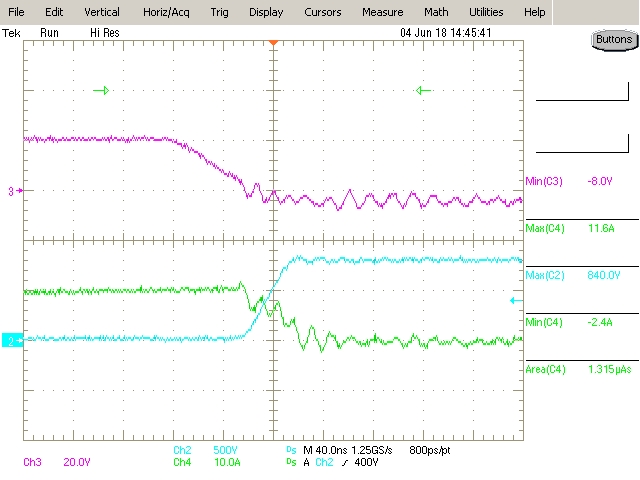 File Edit Vertical Horiz/Acq Trig Display Cursors Measure Math Utilities Help
Tek Run Hi Res 04 Jun 18 14:45:41
Buttons
3
Min(C3) -8.0V
Max(C4) 11.6A
Max(C2) 840.0V
Min(C4) -2.4A
2
Area(C4) 1.315µAs
Ch2 500V Ds M 40.0ns 1.25GS/s 800ps/pt
Ch3 20.0V Ch4 10.0A Ds A Ch2 400V